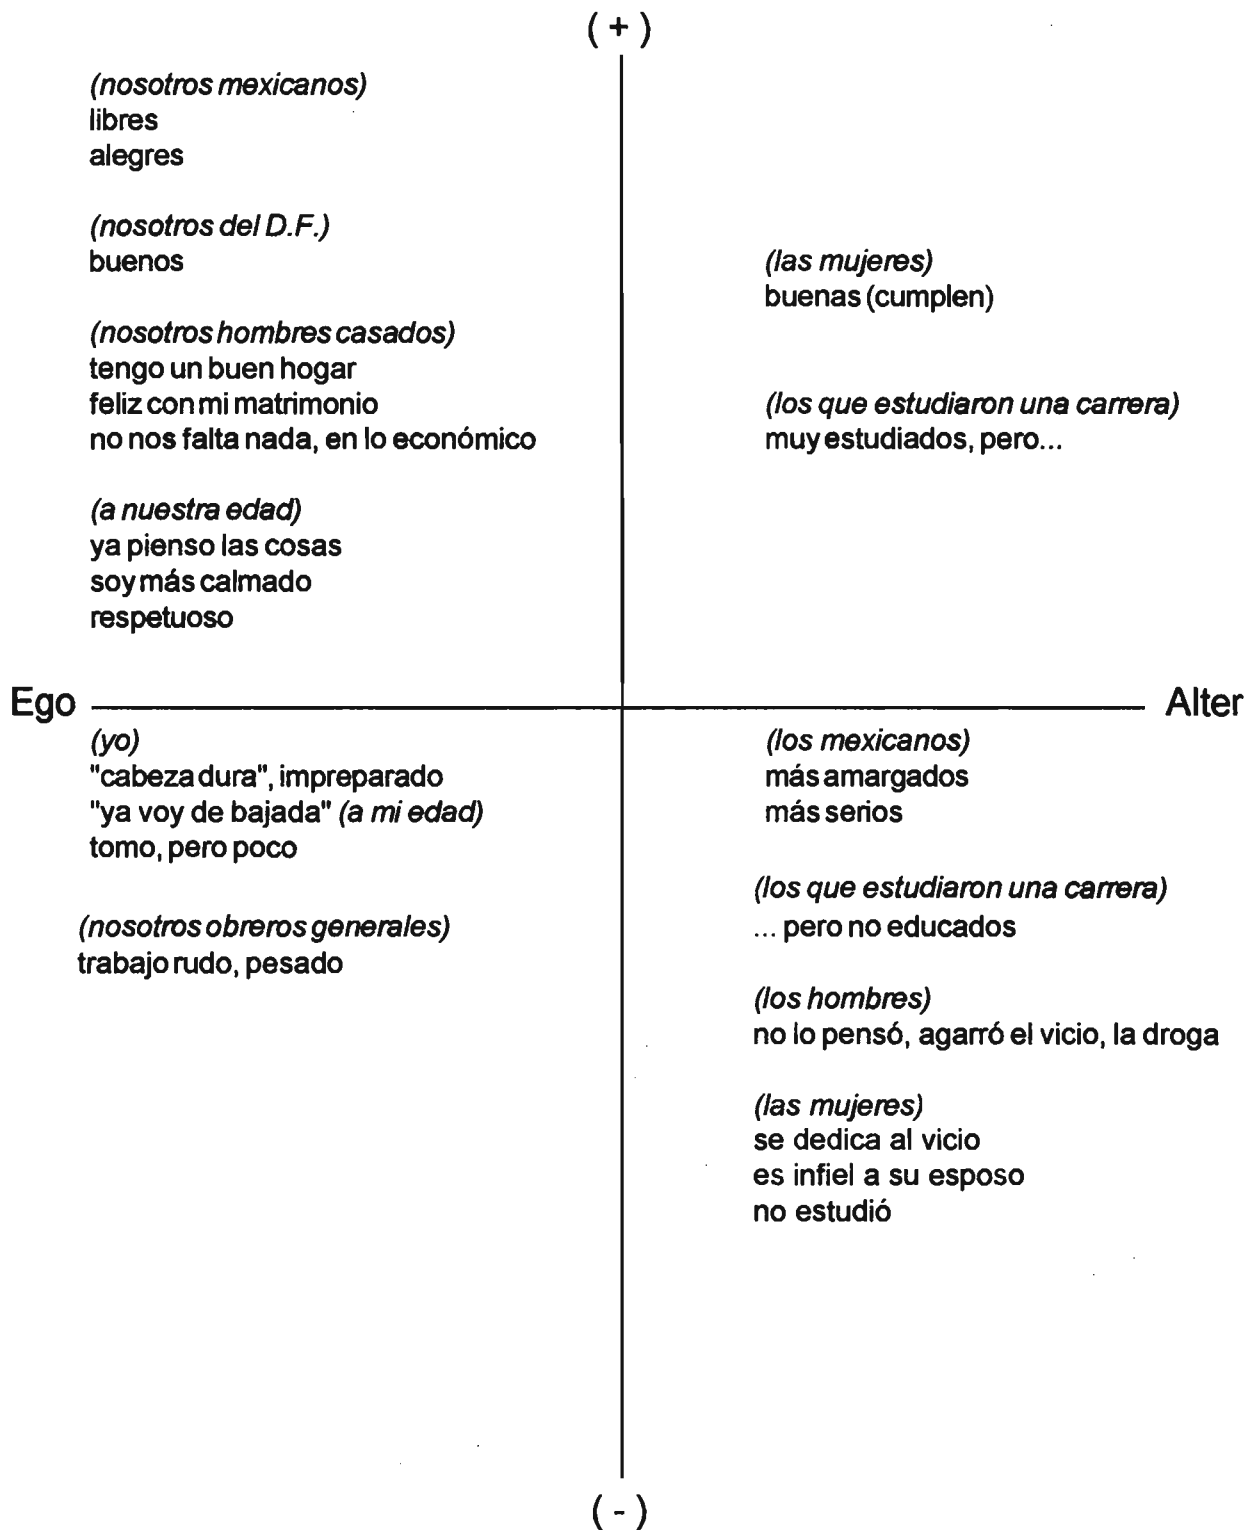 ( + )
(nosotros mexicanos)
libres
alegres
(nosotros del D.F.)
buenos
(nosotros hombres casados)
tengo un buen hogar
feliz con mi matrimonio
no nos falta nada, en lo económico
(a nuestra edad)
ya pienso las cosas
soy más calmado
respetuoso
(las mujeres)
buenas (cumplen)
(los que estudiaron una carrera)
muy estudiados, pero...
Ego
Alter
(yo)
"cabeza dura", impreparado
"ya voy de bajada" (a mi edad)
tomo, pero poco
(nosotros obreros generales)
trabajo rudo, pesado
(los mexicanos)
más amargados
más serios
(los que estudiaron una carrera)
... pero no educados
(los hombres)
no lo pensó, agarró el vicio, la droga
(las mujeres)
se dedica al vicio
es infiel a su esposo
no estudió
( - )